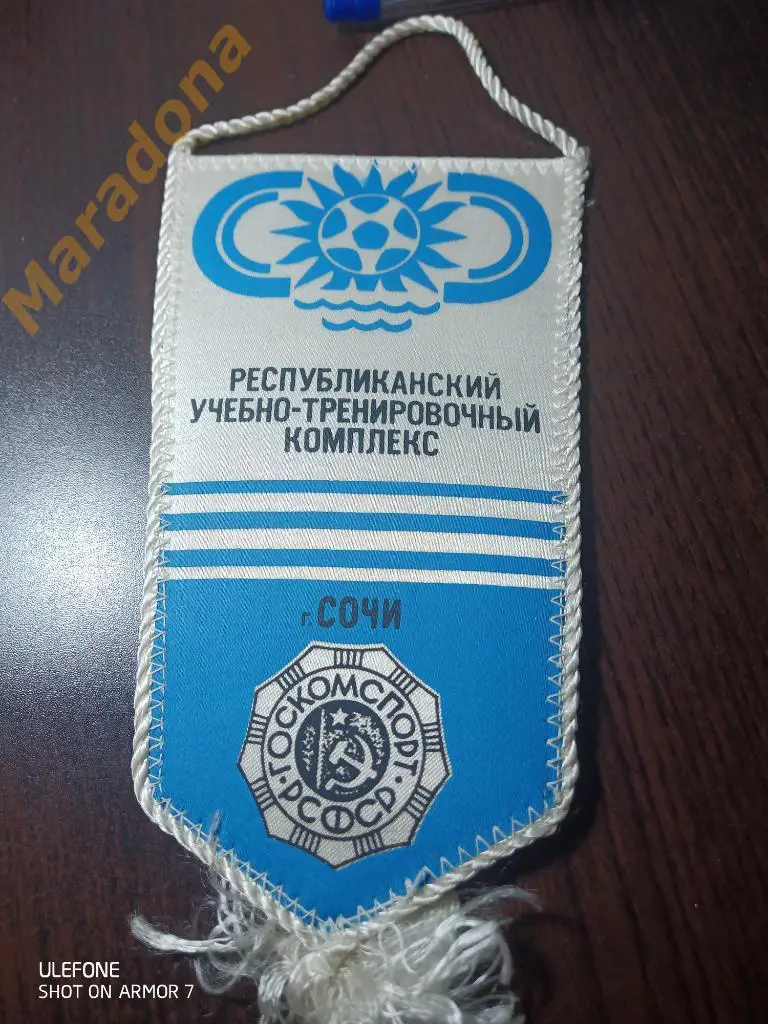 Maradona
РЕСПУБЛИКАНСКИЙ
УЧЕБНО-ТРЕНИРОВОЧНЫЙ
КОМПЛЕКС
г. СОЧИ
ГОСКОМСПОРТ
РСФСР
ULEFONE
SHOT ON ARMOR 7